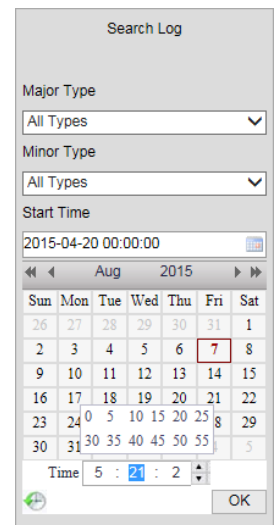 Search Log
Major Type
All Types
Minor Type
All Types
Start Time
2015-04-20 00:00:00
Aug 2015
Sun Mon Tue Wed Thu Fri Sat
26 27 28 29 30 31 1
2 3 4 5 6 7 8
9 10 11 12 13 14 15
16 17 18 19 20 21 22
0 5 10 15 20 25
23 24 8 29
30 35 40 45 50 55
30 31 5
Time 5 : 21 : 2
OK